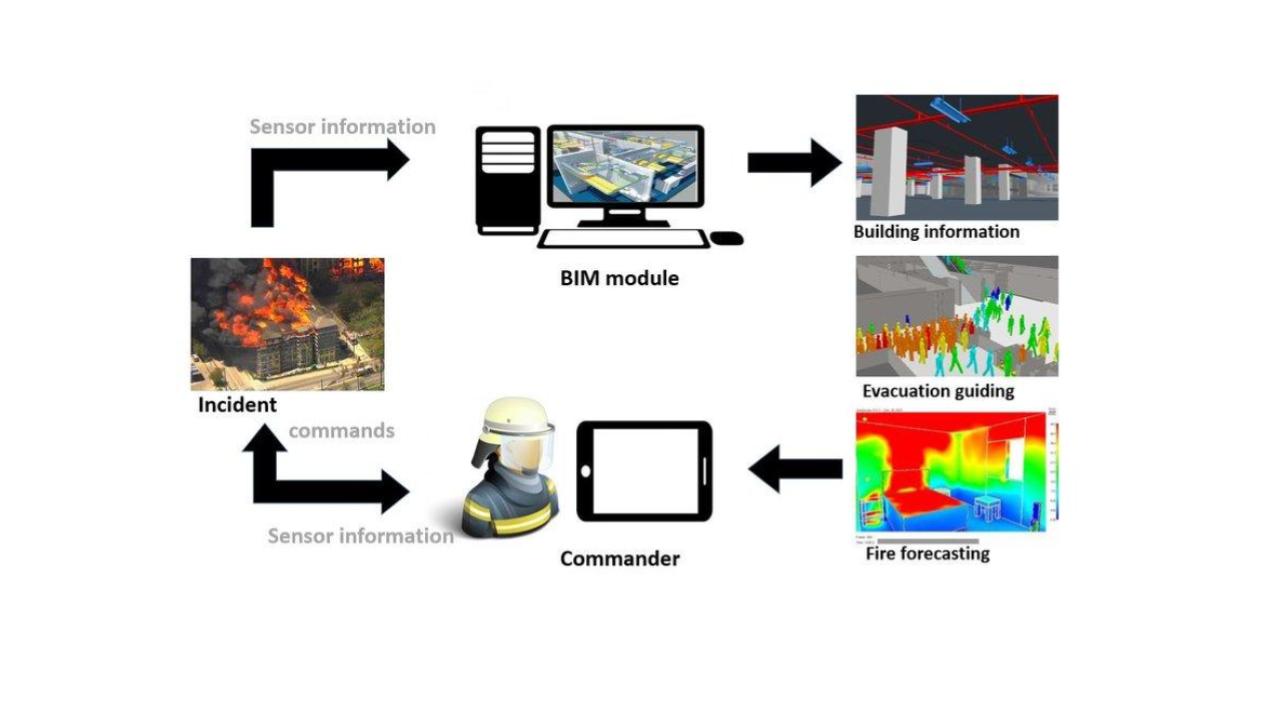 Sensor information
BIM module
Building information
Evacuation guiding
Incident
commands
Sensor information
Commander
Fire forecasting